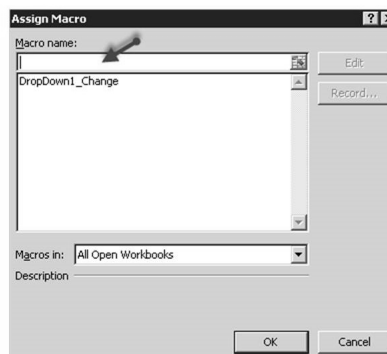 Assign Macro
Macro name:
Edit
DropDown1_Change
Record...
Macros in: All Open Workbooks
Description
OK Cancel